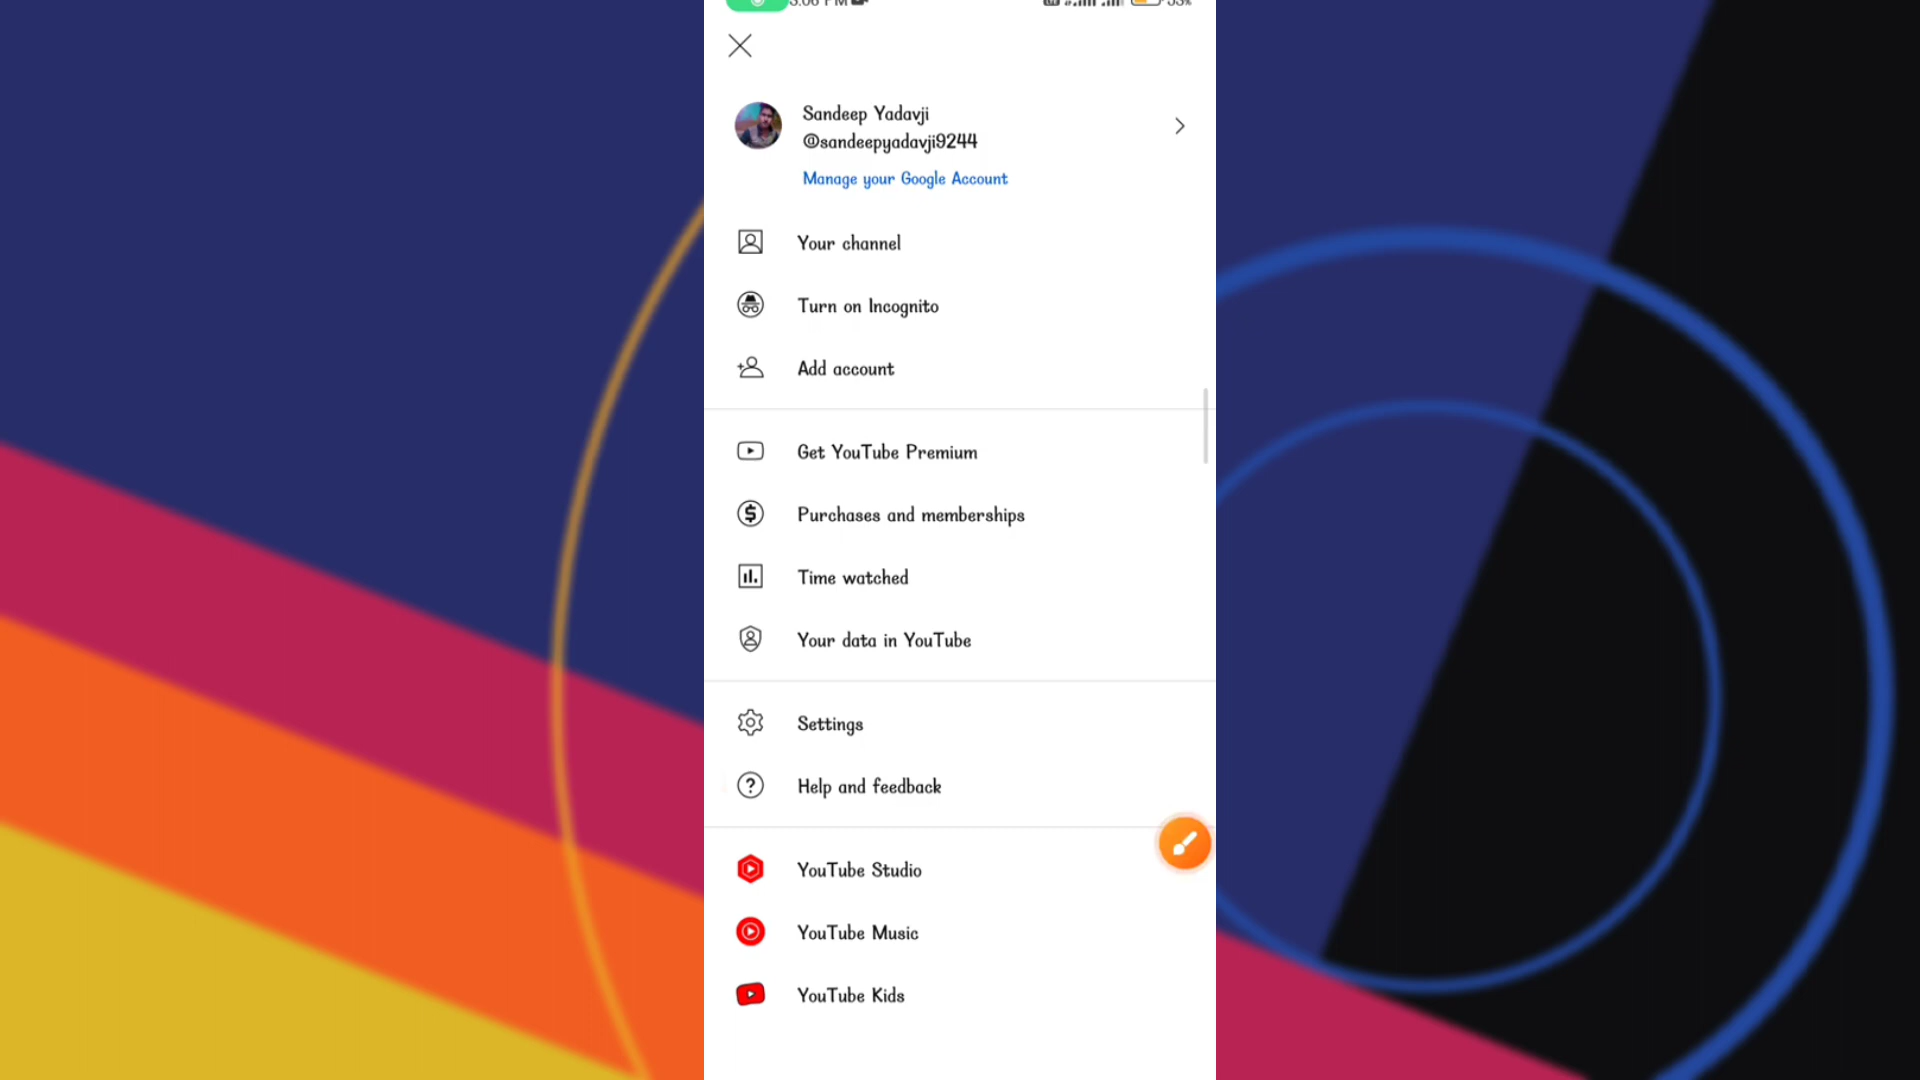 Sandeep Yadavji
@sandeepyadavji9244
Manage your Google Account
Your channel
Turn on Incognito
Add account
Get YouTube Premium
Purchases and memberships
Time watched
Your data in YouTube
Settings
Help and feedback
YouTube Studio
YouTube Music
YouTube Kids